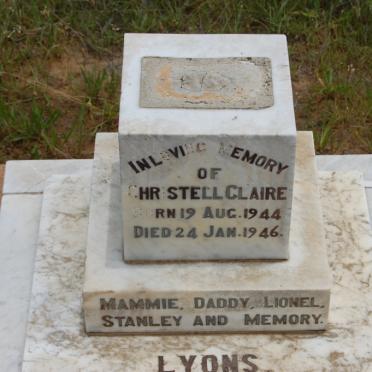 IN LOVING MEMORY
OF
CHRISTELL CLAIRE
BORN 19 AUG. 1944
DIED 24 JAN. 1946.
MAMMIE, DADDY, LIONEL,
STANLEY AND MEMORY.
LYONS